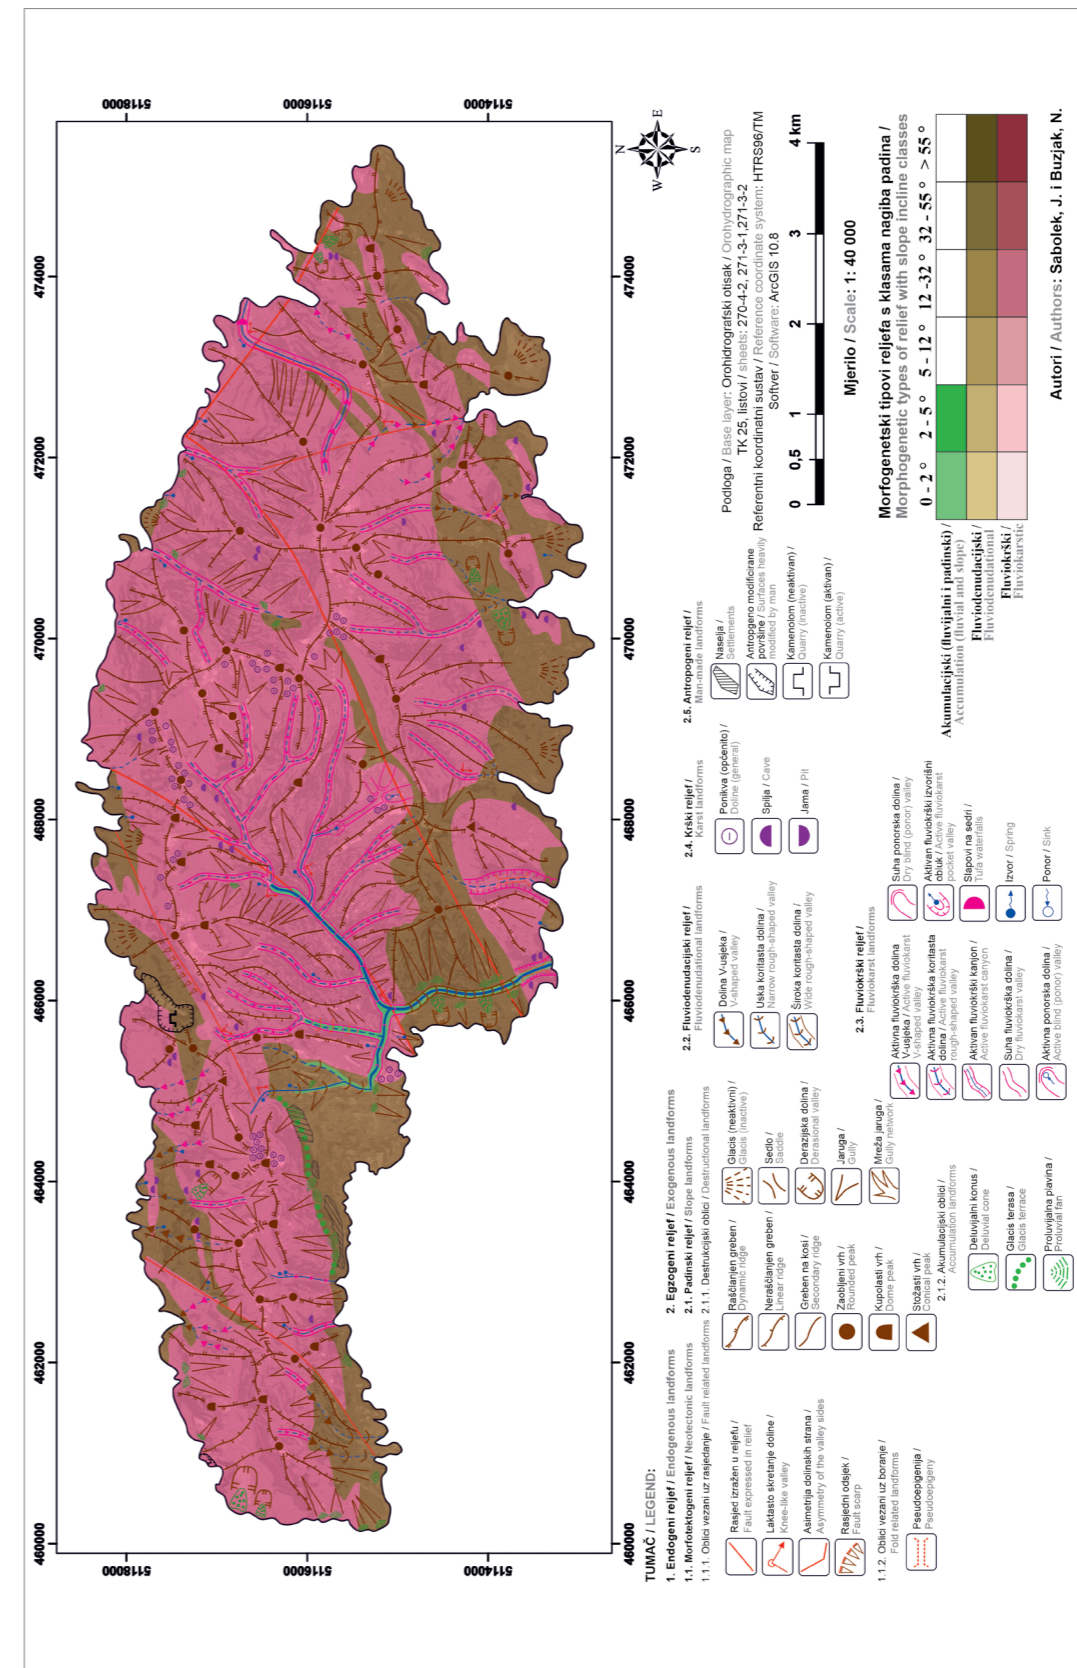 5118000
5116000
5114000
460000
462000
464000
466000
468000
470000
472000
474000
5118000
5116000
5114000
N
E
S
W
TUMAČ / LEGEND:
1. Endogeni reljef / Endogenous landforms
1.1. Morfotektogeni reljef / Neotectonic landforms
1.1.1. Oblici vezani uz rasjedanje / Fault related landforms
Rasjed izražen u reljefu /
Fault expressed in relief
Laktasto skretanje doline /
Knee-like valley
Asimetrija dolinskih strana /
Asymmetry of the valley sides
Rasjedni odsjek /
Fault scarp
1.1.2. Oblici vezani uz boranje /
Fold related landforms
Pseudoepigenija /
Pseudoepigeny
2. Egzogeni reljef / Exogenous landforms
2.1. Padinski reljef / Slope landforms
2.1.1. Destrukcijski oblici / Destructional landforms
Raščlanjen greben /
Dynamic ridge
Neraščlanjen greben /
Linear ridge
Greben na kosi /
Secondary ridge
Zaobljeni vrh /
Rounded peak
Kupolasti vrh /
Dome peak
Stožasti vrh /
Conical peak
Glacis (neaktivni) /
Glacis (inactive)
Sedlo /
Saddle
Derazijska dolina /
Derasional valley
Jaruga /
Gully
Mreža jaruga /
Gully network
2.1.2. Akumulacijski oblici /
Accumulation landforms
Deluvijalni konus /
Deluvial cone
Glacis terasa /
Glacis terrace
Proluvijalna plavina /
Proluvial fan
2.2. Fluviodenudacijski reljef /
Fluviodenudational landforms
Dolina V-usjeka /
V-shaped valley
Uska koritasta dolina /
Narrow rough-shaped valley
Široka koritasta dolina /
Wide rough-shaped valley
2.3. Fluviokrški reljef /
Fluviokarst landforms
Aktivna fluviokrška dolina
V-usjeka / Active fluviokarst
V-shaped valley
Aktivna fluviokrška koritasta
dolina / Active fluviokarst
rough-shaped valley
Aktivan fluviokrški kanjon /
Active fluviokarst canyon
Suha fluviokrška dolina /
Dry fluviokarst valley
Aktivna ponorska dolina /
Active blind (ponor) valley
Suha ponorska dolina /
Dry blind (ponor) valley
Aktivan fluviokrški izvorišni
obluk / Active fluviokarst
pocket valley
Slapovi na sedri /
Tufa waterfalls
Izvor / Spring
Ponor / Sink
2.4. Krški reljef /
Karst landforms
Ponikva (općenito) /
Doline (general)
Spilja / Cave
Jama / Pit
2.5. Antropogeni reljef /
Man-made landforms
Naselja /
Settlements
Antropgeno modificirane
površine / Surfaces heavily
modified by man
Kamenolom (neaktivan) /
Quarry (inactive)
Kamenolom (aktivan) /
Quarry (active)
Podloga / Base layer: Orohidrografski otisak / Orohydrographic map
TK 25, listovi / sheets: 270-4-2, 271-3-1,271-3-2
Referentni koordinatni sustav / Reference coordinate system: HTRS96/TM
Softver / Software: ArcGIS 10.8
0 0,5 1 2 3 4 km
Mjerilo / Scale: 1: 40 000
Morfogenetski tipovi reljefa s klasama nagiba padina /
Morphogenetic types of relief with slope incline classes
0 - 2 ° 2 - 5 ° 5 - 12 ° 12 -32 ° 32 - 55 ° > 55 °
Akumulacijski (fluvijalni i padinski) /
Accumulation (fluvial and slope)
Fluviodenudacijski /
Fluviodenudational
Fluviokrški /
Fluviokarstic
Autori / Authors: Sabolek, J. i Buzjak, N.